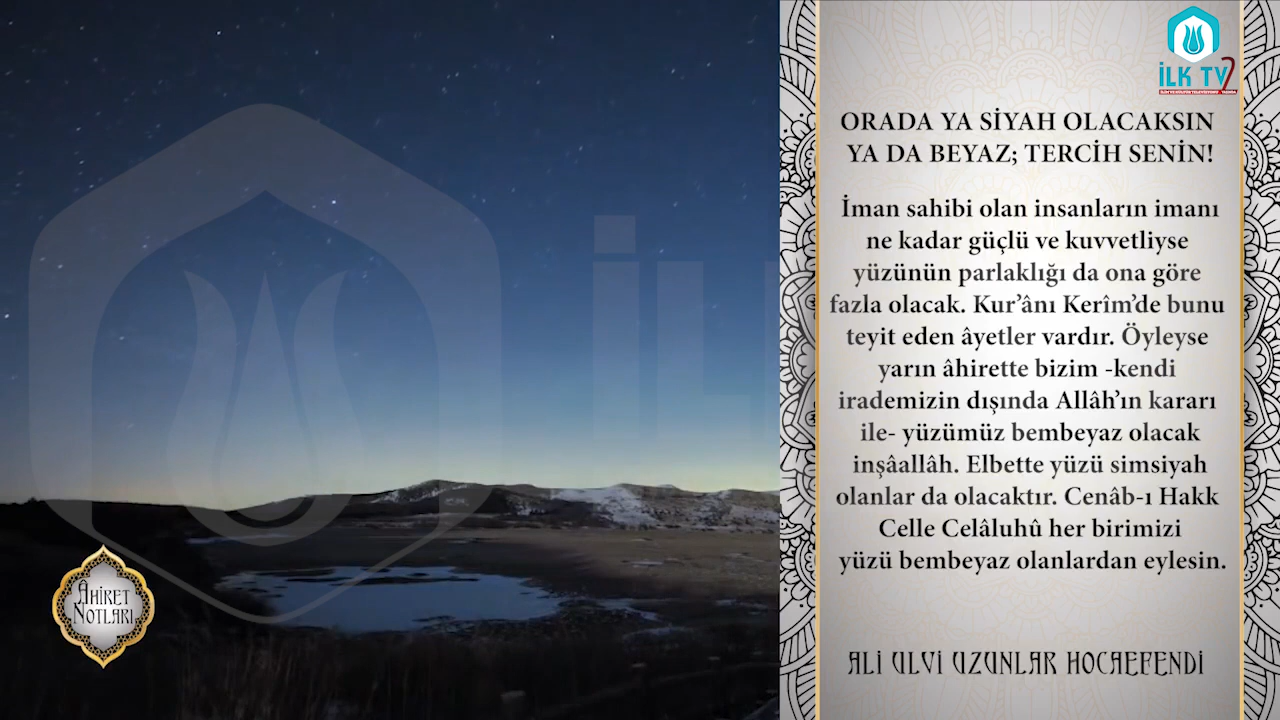 İLK TV2
ORADA YA SİYAH OLACAKSIN
YA DA BEYAZ; TERCİH SENİN!
İman sahibi olan insanların imanı
ne kadar güçlü ve kuvvetliyse
yüzünün parlaklığı da ona göre
fazla olacak. Kur’ânı Kerîm’de bunu
teyit eden âyetler vardır. Öyleyse
yarın âhirette bizim -kendi
irademizin dışında Allâh’ın kararı
ile- yüzümüz bembeyaz olacak
inşâallâh. Elbette yüzü simsiyah
olanlar da olacaktır. Cenâb-ı Hakk
Celle Celâluhû her birimizi
yüzü bembeyaz olanlardan eylesin.
ALİ ULVİ UZUNLAR HOCAEFENDİ
ÂHİRET
NOTLARI
İL